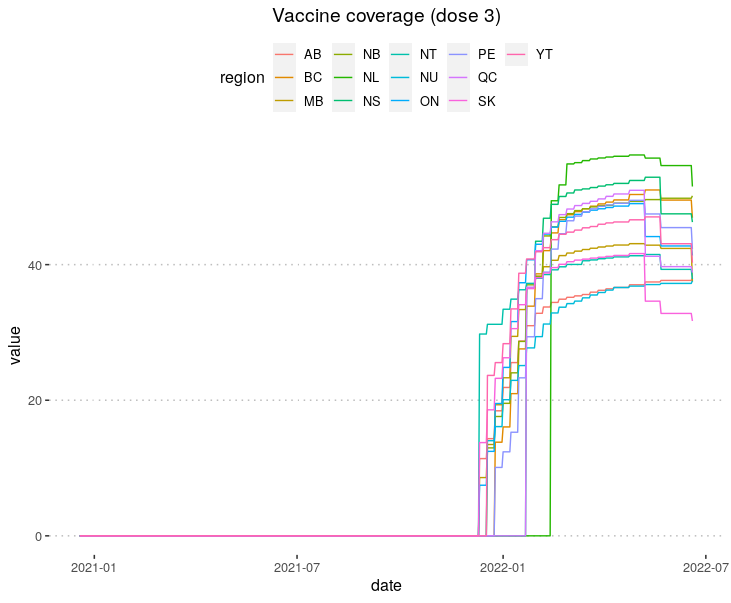 Vaccine coverage (dose 3)
region
AB NB NT PE YT
BC NL NU QC
MB NS ON SK
value
40
20
0
2021-01 2021-07 2022-01 2022-07
date